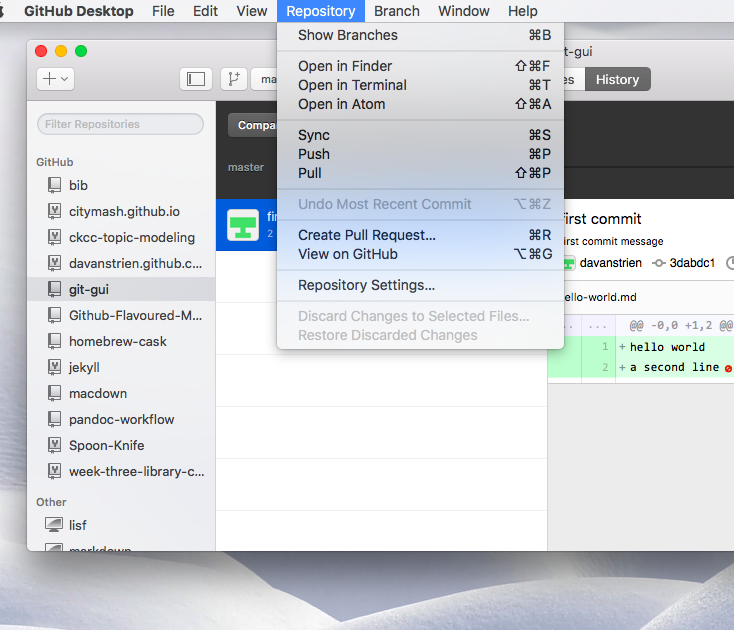 GitHub Desktop File Edit View Repository Branch Window Help
Show Branches ⌘B
Open in Finder ⇧⌘F
Open in Terminal ⌘T
Open in Atom ⇧⌘A
Sync ⌘S
Push ⌘P
Pull ⇧⌘P
Undo Most Recent Commit ⌥⌘Z
Create Pull Request... ⌘R
View on GitHub ⌥⌘G
Repository Settings...
Discard Changes to Selected Files...
Restore Discarded Changes
t-gui
ma
es History
Filter Repositories
GitHub
bib
citymash.github.io
ckcc-topic-modeling
davanstrien.github.c...
git-gui
Github-Flavoured-M...
homebrew-cask
jekyll
macdown
pandoc-workflow
Spoon-Knife
week-three-library-c...
Other
lisf
markdown
Compa
master
fir
2
first commit
irst commit message
davanstrien 3dabdc1
ello-world.md
... @@ -0,0 +1,2 @@
1 + hello world
2 + a second line